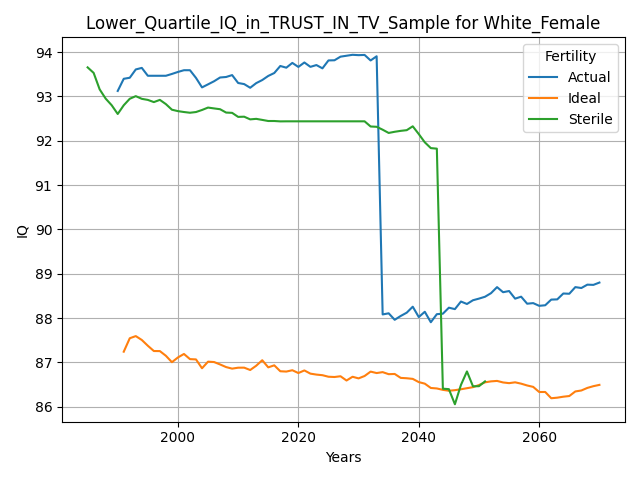 Lower_Quartile_IQ_in_TRUST_IN_TV_Sample for White_Female
Fertility
Actual
Ideal
Sterile
94
93
92
91
90
89
88
87
86
IQ
2000
2020
2040
2060
Years